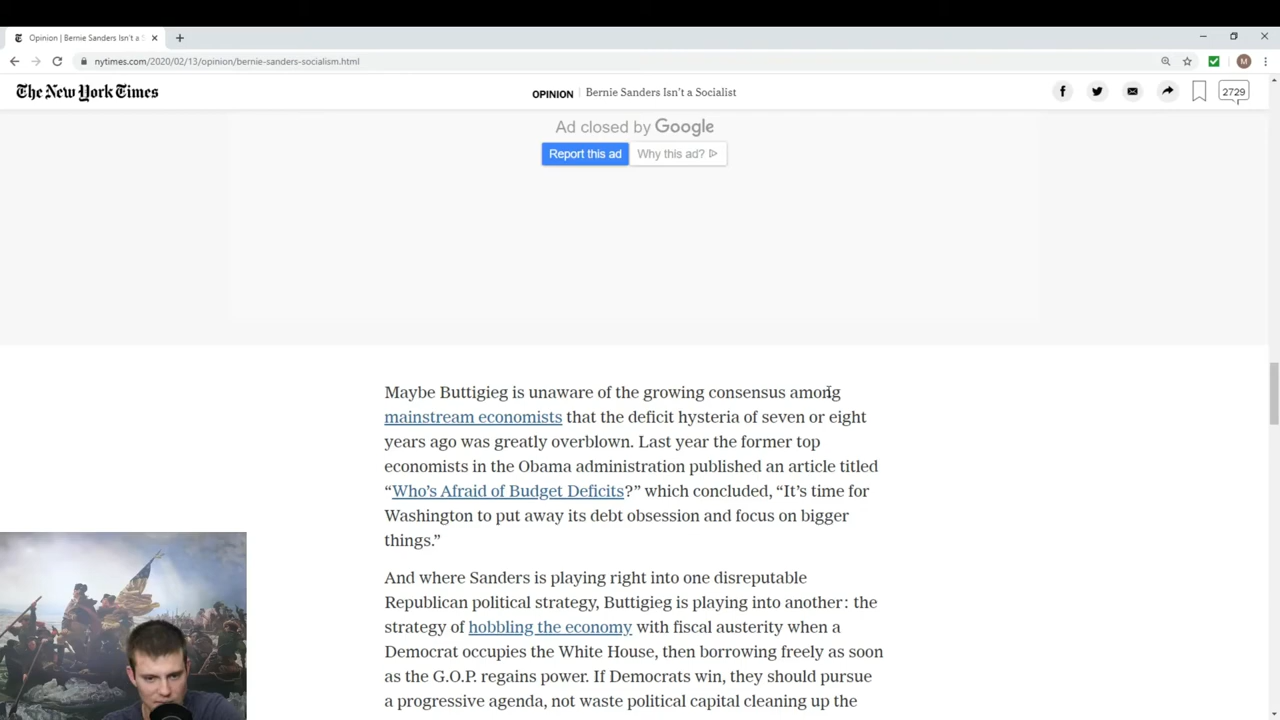 Opinion | Bernie Sanders Isn't a S
nytimes.com/2020/02/13/opinion/bernie-sanders-socialism.html
The New York Times
OPINION | Bernie Sanders Isn't a Socialist
2729
Ad closed by Google
Report this ad
Why this ad?
Maybe Buttigieg is unaware of the growing consensus among
mainstream economists that the deficit hysteria of seven or eight
years ago was greatly overblown. Last year the former top
economists in the Obama administration published an article titled
“Who’s Afraid of Budget Deficits?” which concluded, “It’s time for
Washington to put away its debt obsession and focus on bigger
things.”
And where Sanders is playing right into one disreputable
Republican political strategy, Buttigieg is playing into another: the
strategy of hobbling the economy with fiscal austerity when a
Democrat occupies the White House, then borrowing freely as soon
as the G.O.P. regains power. If Democrats win, they should pursue
a progressive agenda, not waste political capital cleaning up the